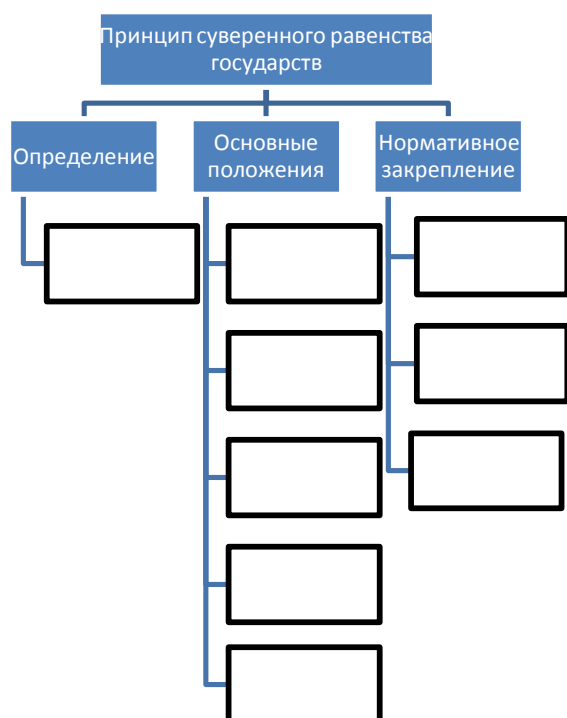 Принцип суверенного равенства
государств
Определение
Основные
положения
Нормативное
закрепление